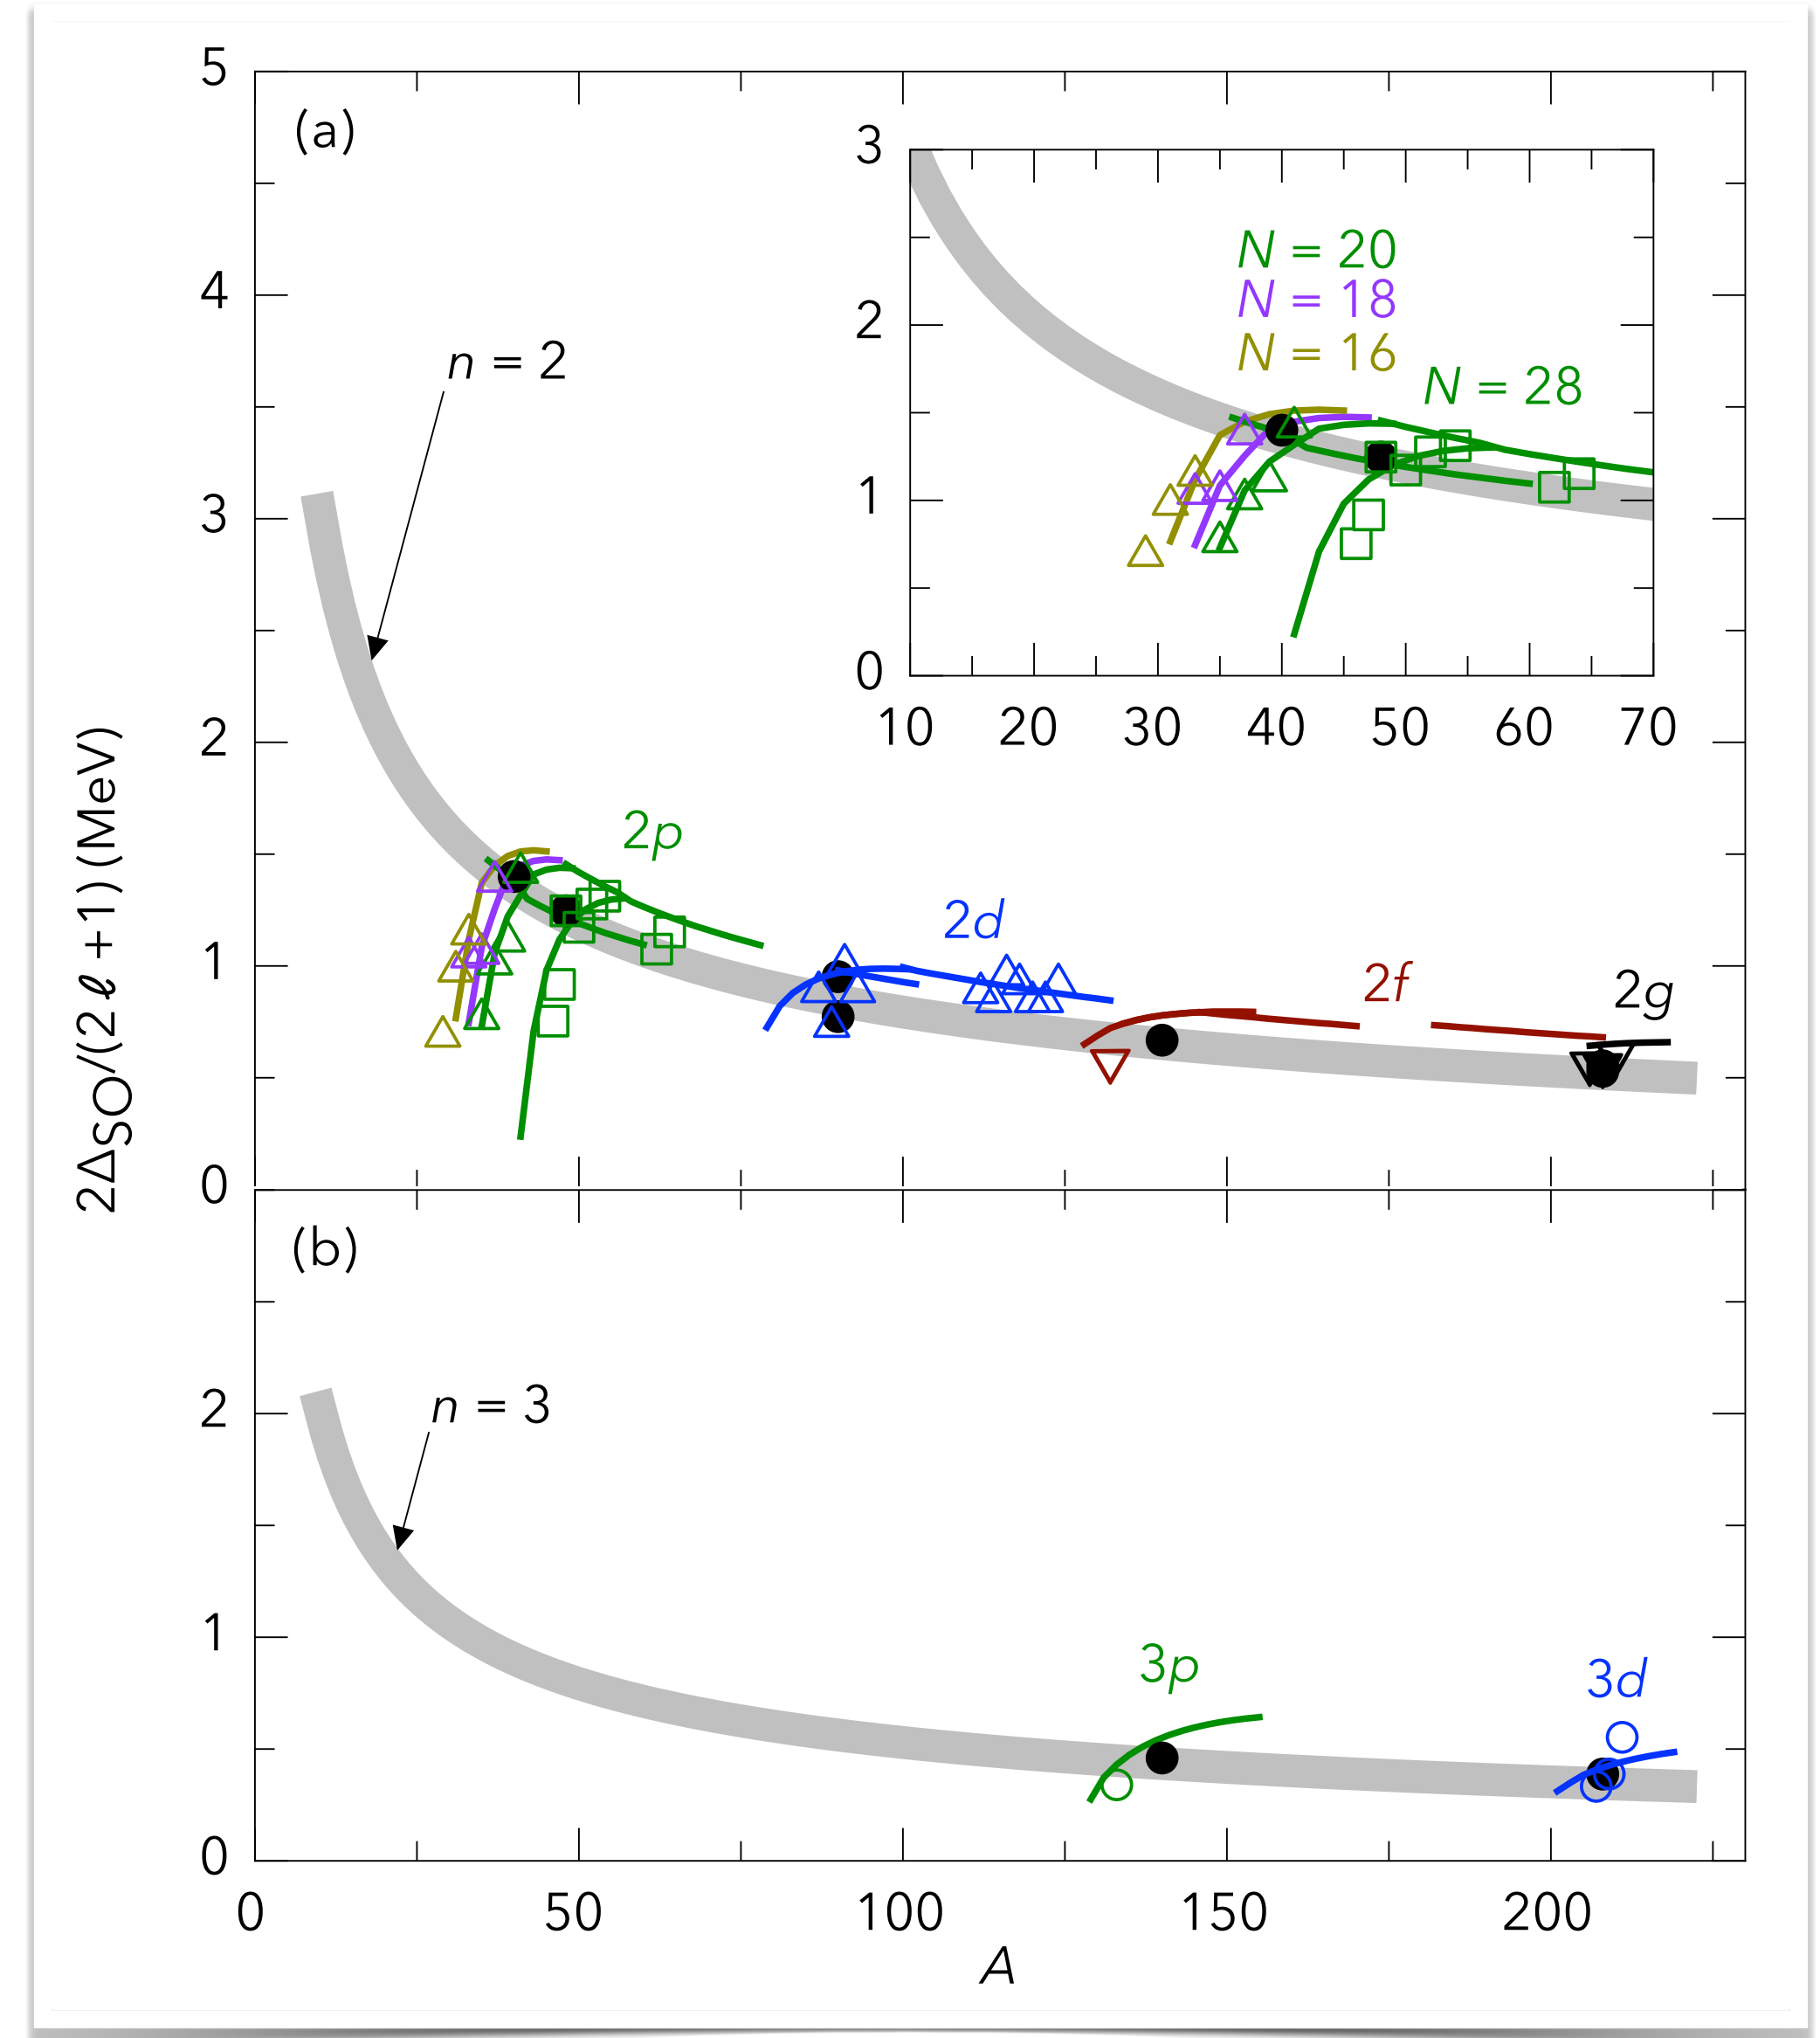 5
(a)
3
N = 20
N = 18
N = 16
N = 28
4
2
n = 2
1
3
0
10 20 30 40 50 60 70
2
2p
2d
1
2f
2g
0
2ΔSO/(2 ℓ +1) (MeV)
(b)
2
n = 3
1
3p
3d
0
0 50 100 150 200
A